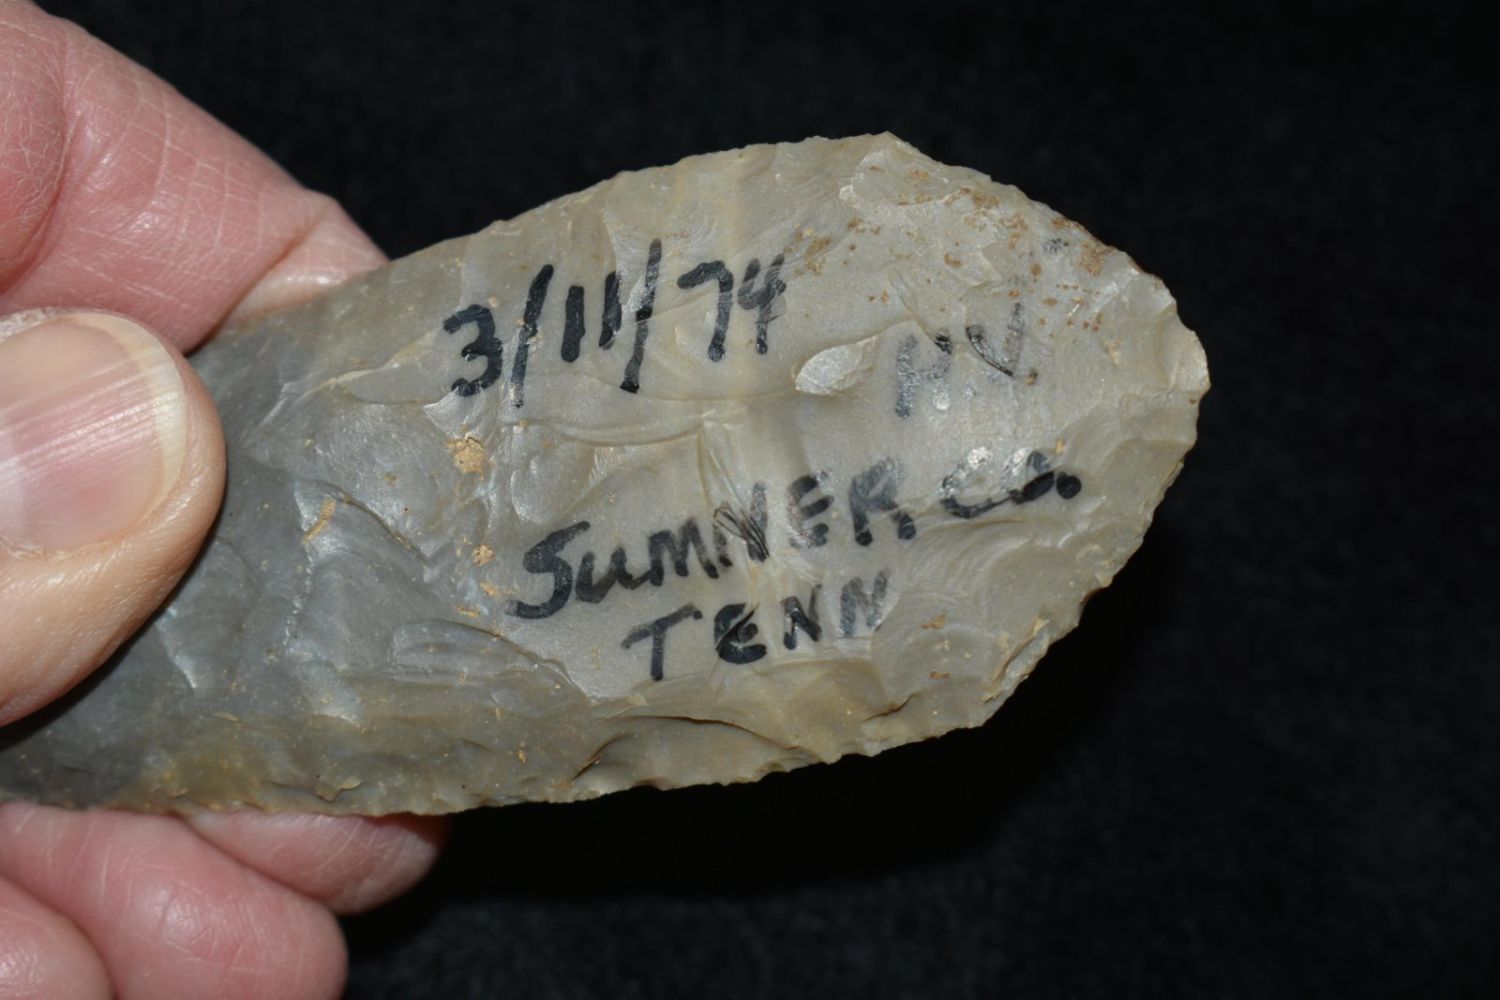 3/11/74
H.J.
SUMNER CO.
TENN